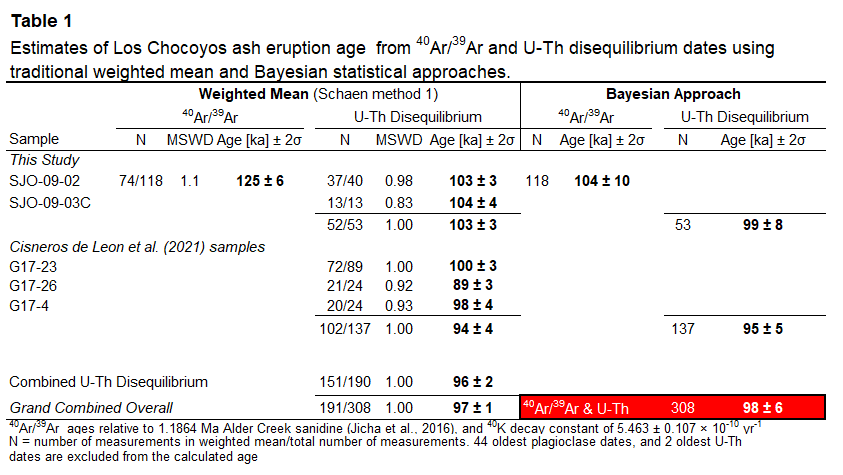 Table 1
Estimates of Los Chocoyos ash eruption age from ⁴⁰Ar/³⁹Ar and U-Th disequilibrium dates using
traditional weighted mean and Bayesian statistical approaches.
Weighted Mean (Schaen method 1) Bayesian Approach
⁴⁰Ar/³⁹Ar U-Th Disequilibrium ⁴⁰Ar/³⁹Ar U-Th Disequilibrium
Sample N MSWD Age [ka] ± 2σ N MSWD Age [ka] ± 2σ N Age [ka] ± 2σ N Age [ka] ± 2σ
This Study
SJO-09-02 74/118 1.1 125 ± 6 37/40 0.98 103 ± 3 118 104 ± 10
SJO-09-03C 13/13 0.83 104 ± 4
52/53 1.00 103 ± 3 53 99 ± 8
Cisneros de Leon et al. (2021) samples
G17-23 72/89 1.00 100 ± 3
G17-26 21/24 0.92 89 ± 3
G17-4 20/24 0.93 98 ± 4
102/137 1.00 94 ± 4 137 95 ± 5
Combined U-Th Disequilibrium 151/190 1.00 96 ± 2
Grand Combined Overall 191/308 1.00 97 ± 1 ⁴⁰Ar/³⁹Ar & U-Th 308 98 ± 6
⁴⁰Ar/³⁹Ar ages relative to 1.1864 Ma Alder Creek sanidine (Jicha et al., 2016), and ⁴⁰K decay constant of 5.463 ± 0.107 × 10⁻¹⁰ yr⁻¹
N = number of measurements in weighted mean/total number of measurements. 44 oldest plagioclase dates, and 2 oldest U-Th
dates are excluded from the calculated age